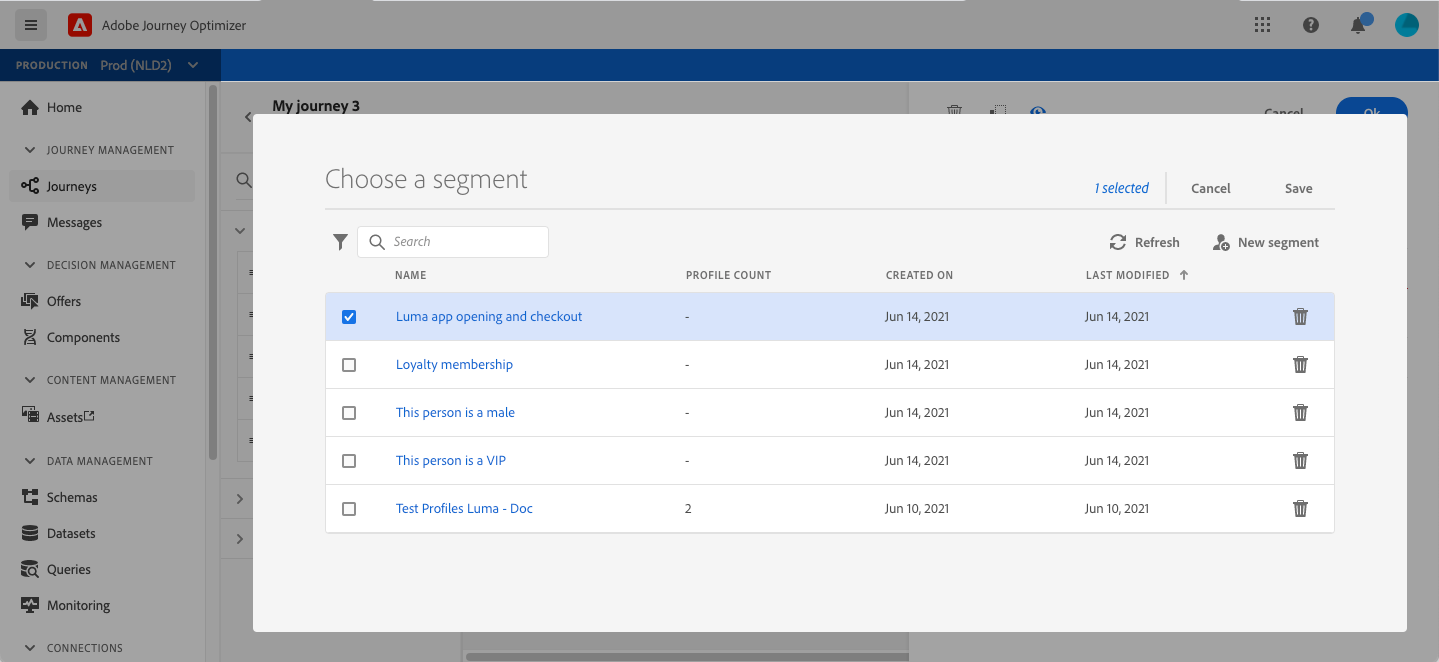 Adobe Journey Optimizer
PRODUCTION Prod (NLD2)
Home
JOURNEY MANAGEMENT
Journeys
Messages
DECISION MANAGEMENT
Offers
Components
CONTENT MANAGEMENT
Assets
DATA MANAGEMENT
Schemas
Datasets
Queries
Monitoring
CONNECTIONS
My journey 3
Cancel Ok
Choose a segment
1 selected Cancel Save
Search Refresh New segment
NAME PROFILE COUNT CREATED ON LAST MODIFIED
Luma app opening and checkout - Jun 14, 2021 Jun 14, 2021
Loyalty membership - Jun 14, 2021 Jun 14, 2021
This person is a male - Jun 14, 2021 Jun 14, 2021
This person is a VIP - Jun 14, 2021 Jun 14, 2021
Test Profiles Luma - Doc 2 Jun 10, 2021 Jun 10, 2021